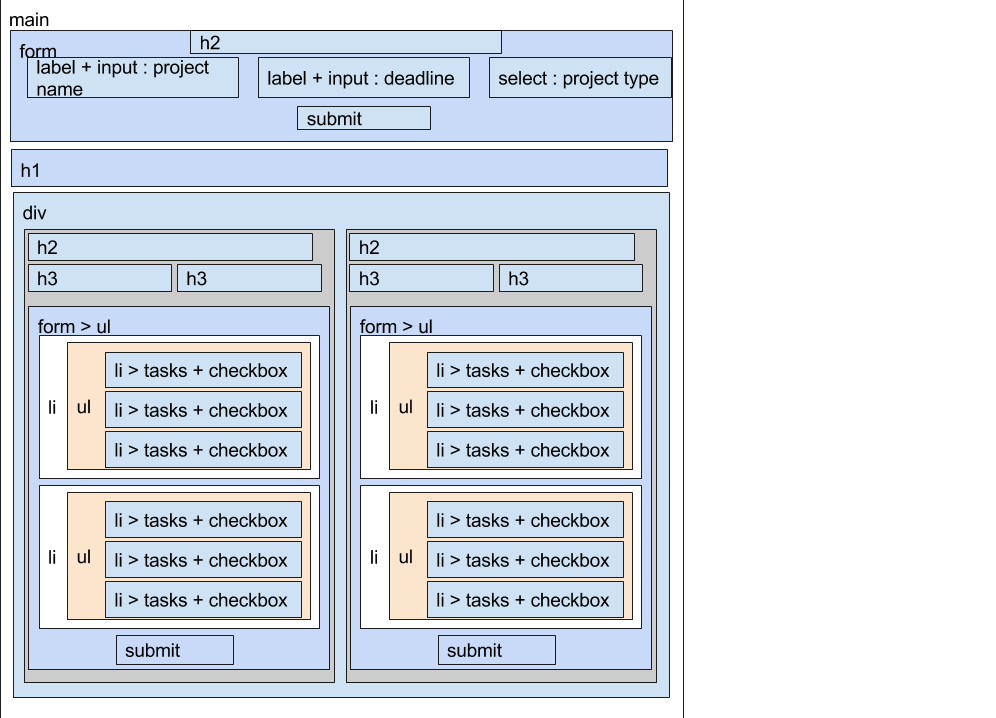 main
form
h2
label + input : project
name
label + input : deadline
select : project type
submit
h1
div
h2
h3
h3
form > ul
li
ul
li > tasks + checkbox
li > tasks + checkbox
li > tasks + checkbox
li
ul
li > tasks + checkbox
li > tasks + checkbox
li > tasks + checkbox
submit
h2
h3
h3
form > ul
li
ul
li > tasks + checkbox
li > tasks + checkbox
li > tasks + checkbox
li
ul
li > tasks + checkbox
li > tasks + checkbox
li > tasks + checkbox
submit